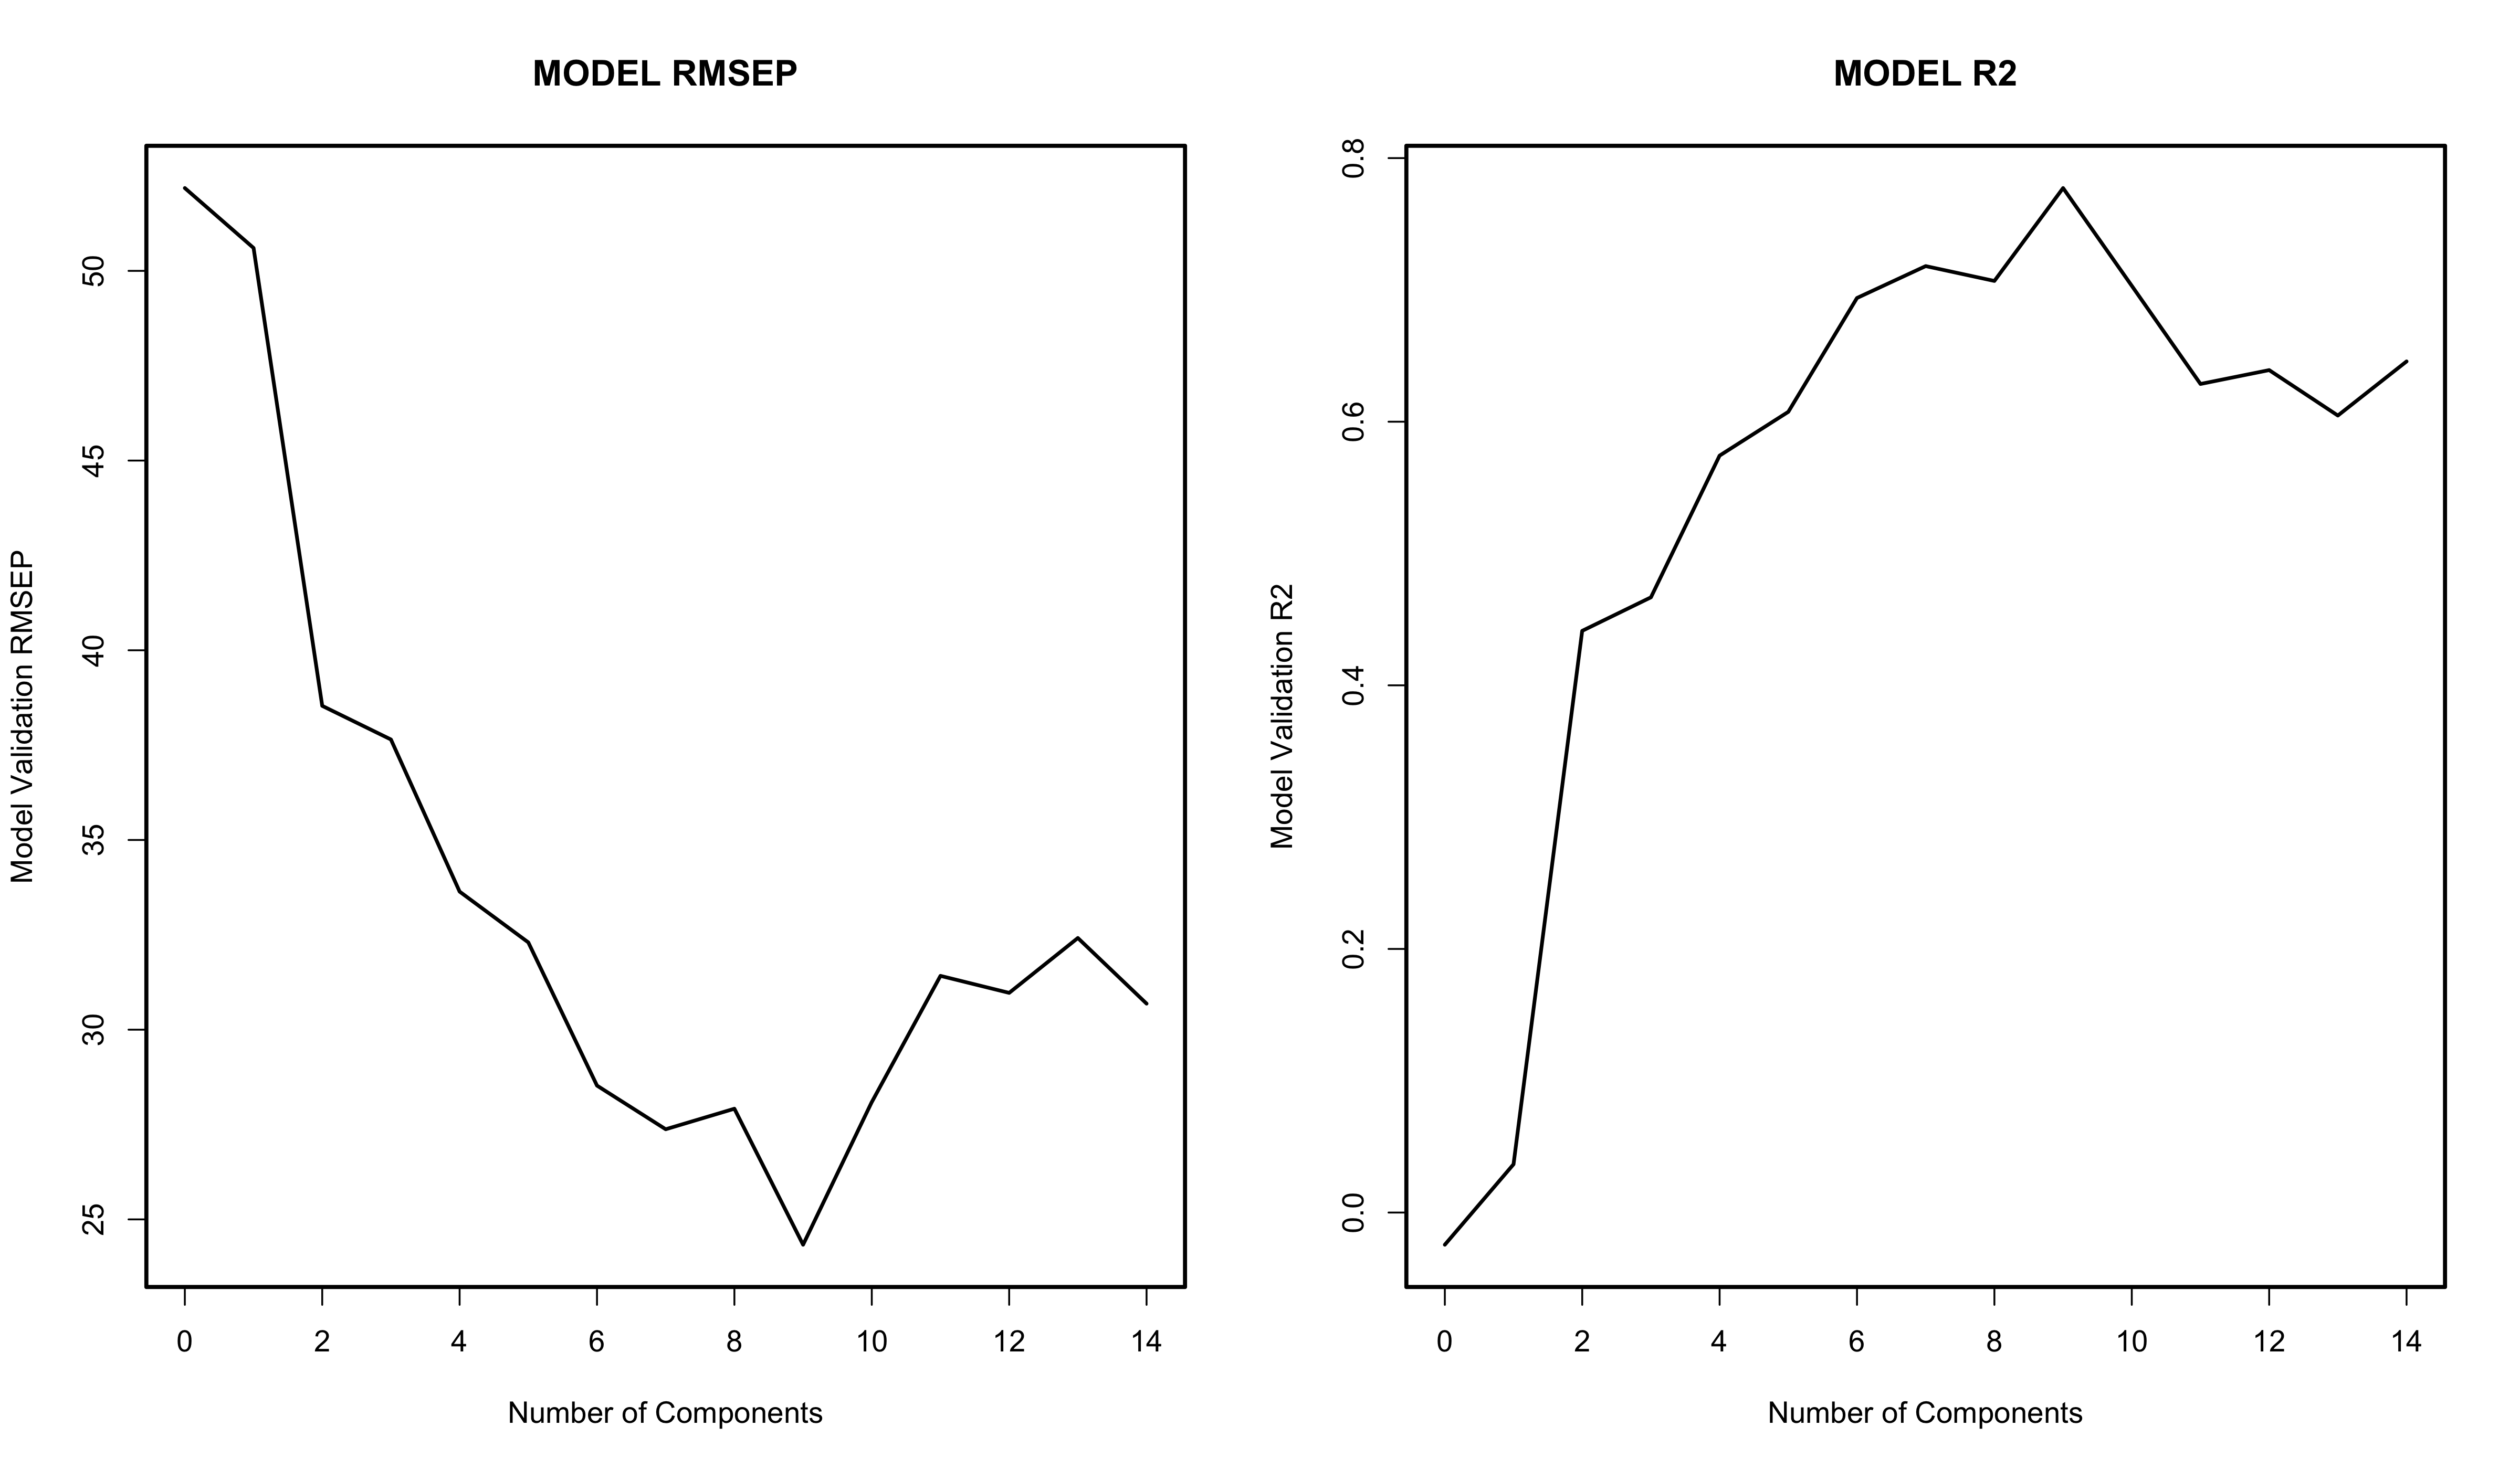 MODEL RMSEP
Model Validation RMSEP
50
45
40
35
30
25
0 2 4 6 8 10 12 14
Number of Components
MODEL R2
Model Validation R2
0.8
0.6
0.4
0.2
0.0
0 2 4 6 8 10 12 14
Number of Components